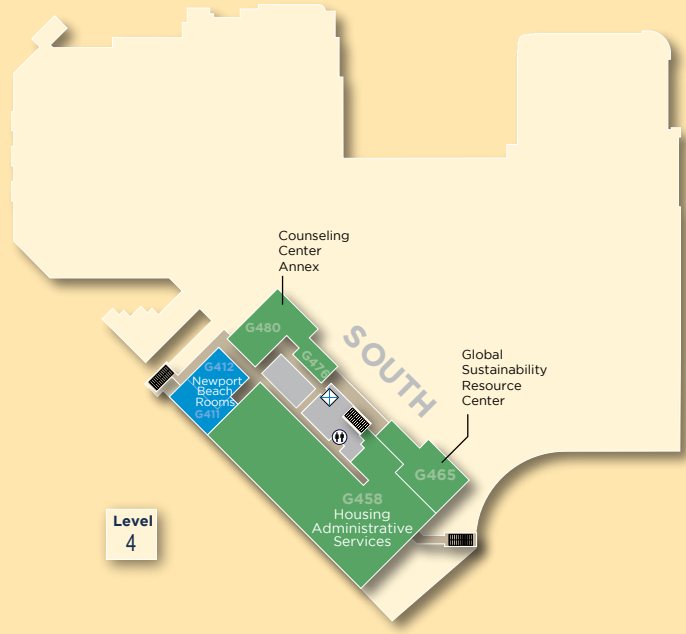 Counseling
Center
Annex
G480
G476
SOUTH
G412
Newport
Beach
Rooms
G411
Global
Sustainability
Resource
Center
G465
G458
Housing
Administrative
Services
Level
4